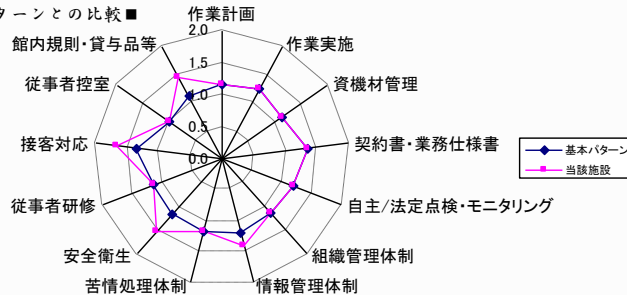 ターンとの比較■
作業計画
作業実施
資機材管理
契約書・業務仕様書
自主/法定点検・モニタリング
組織管理体制
情報管理体制
苦情処理体制
安全衛生
従事者研修
接客対応
従事者控室
館内規則・貸与品等
2.0
1.5
1.0
0.5
0.0
基本パターン
当該施設